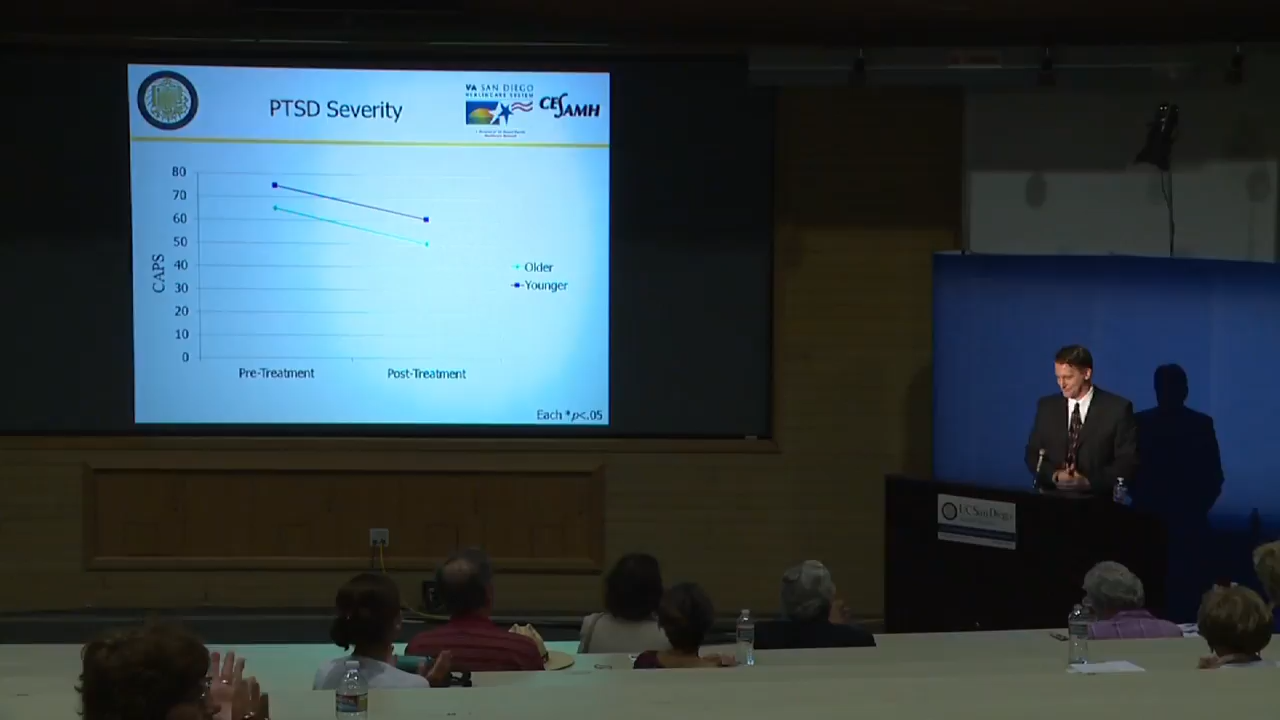 PTSD Severity
VA SAN DIEGO
HEALTHCARE SYSTEM
CESAMH
80
70
60
50
40
30
20
10
0
CAPS
Pre-Treatment
Post-Treatment
Older
Younger
Each *p<.05
UC San Diego